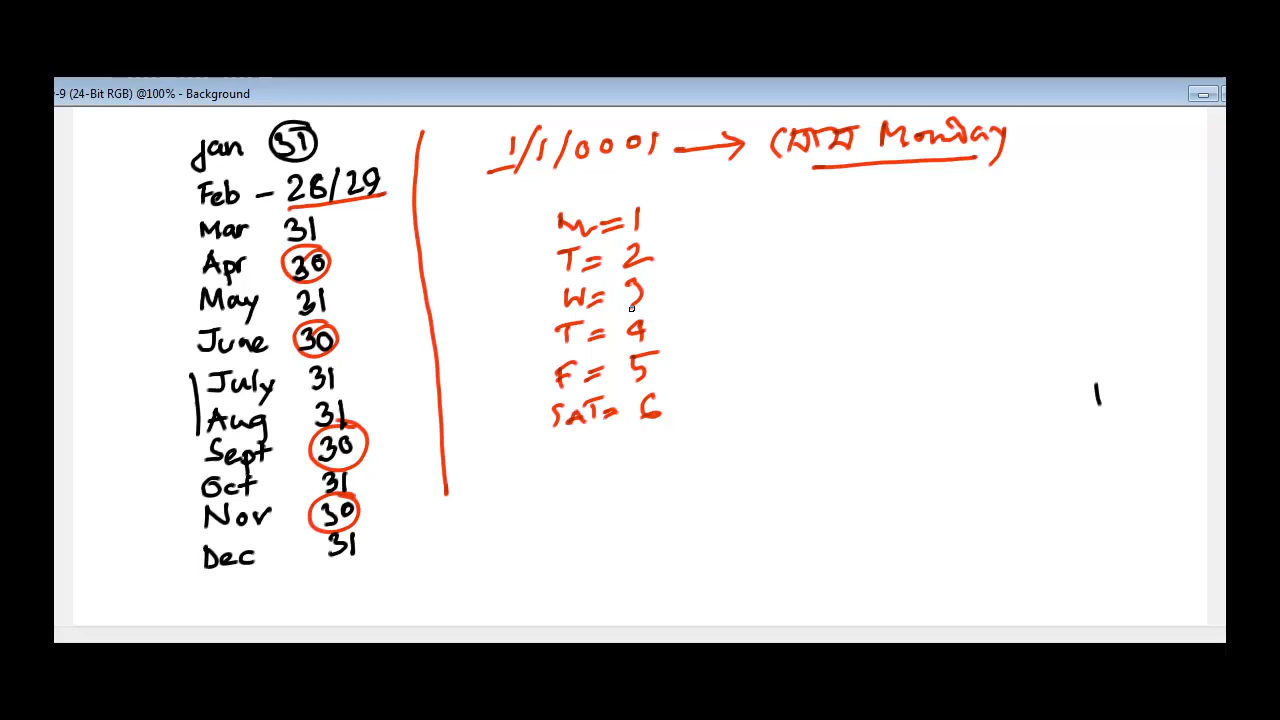 -9 (24-Bit RGB) @100% - Background
Jan 31
Feb - 28/29
Mar 31
Apr 30
May 31
June 30
July 31
Aug 31
Sept 30
Oct 31
Nov 30
Dec 31
1/1/0001 → সোম Monday
M = 1
T = 2
W = 3
T = 4
F = 5
SAT = 6
1